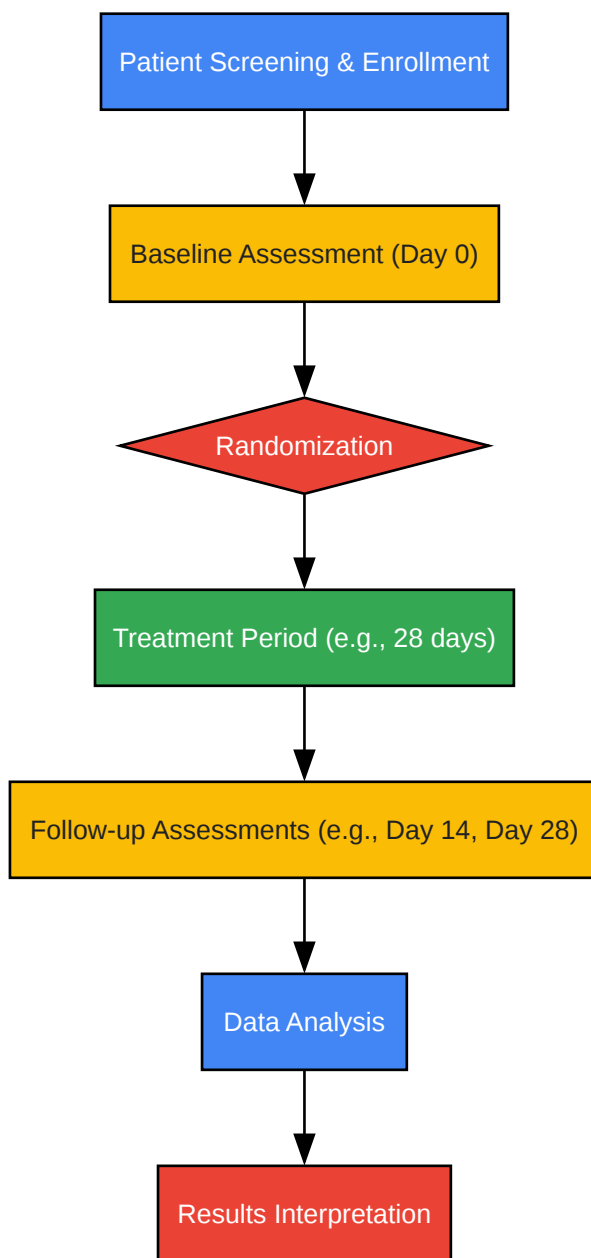 Patient Screening & Enrollment
Baseline Assessment (Day 0)
Randomization
Treatment Period (e.g., 28 days)
Follow-up Assessments (e.g., Day 14, Day 28)
Data Analysis
Results Interpretation